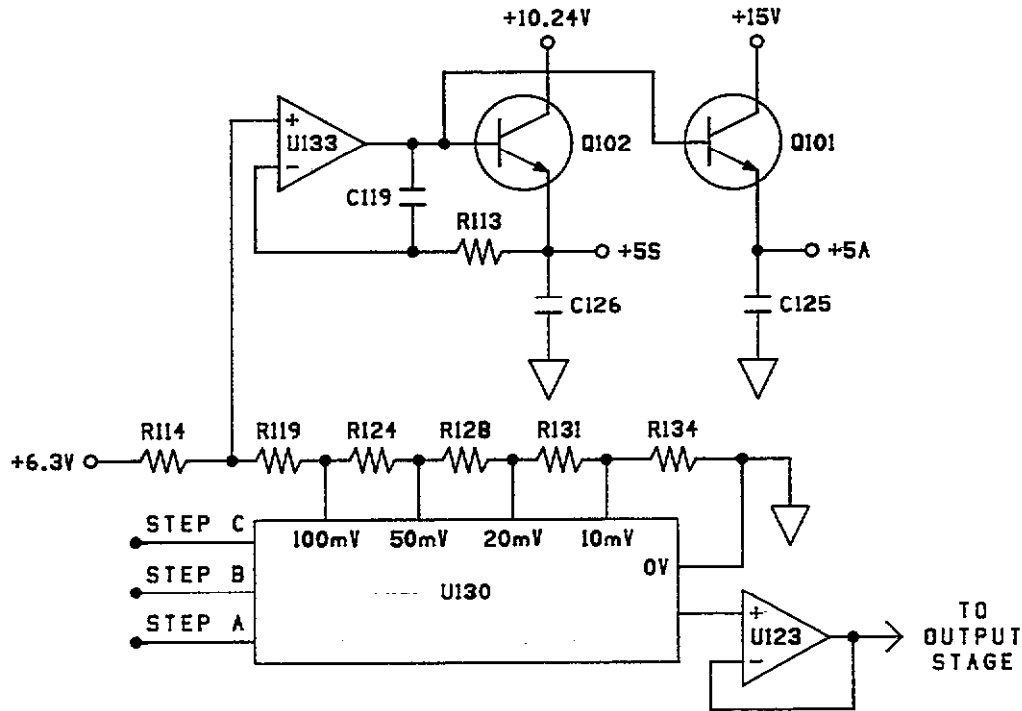 +10.24V
+15V
+
U133
-
Q102
Q101
C119
R113
+5S
+5A
C126
C125
R114
R119
R124
R128
R131
R134
+6.3V
STEP C
100mV
50mV
20mV
10mV
0V
STEP B
U130
STEP A
+
U123
-
TO
OUTPUT
STAGE